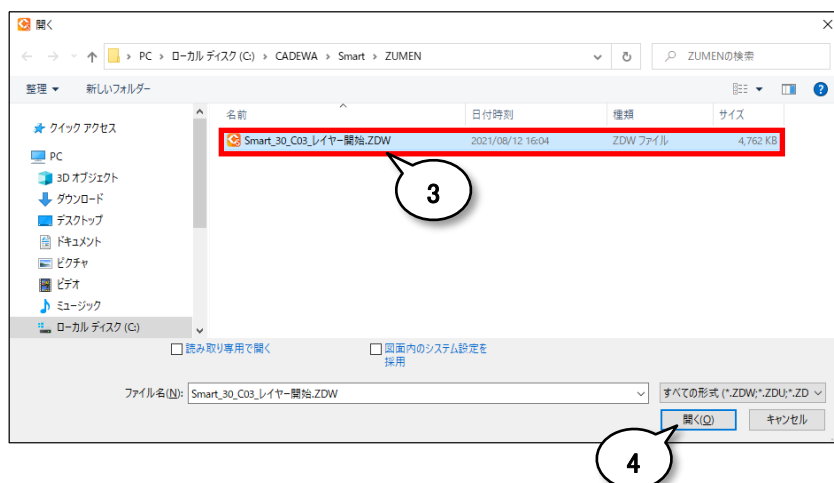 開く
PC > ローカル ディスク (C:) > CADEWA > Smart > ZUMEN
ZUMENの検索
整理 新しいフォルダー
名前 日付時刻 種類 サイズ
クイック アクセス
Smart_30_C03_レイヤー開始.ZDW 2021/08/12 16:04 ZDW ファイル 4,762 KB
PC
3D オブジェクト
ダウンロード
デスクトップ
ドキュメント
ピクチャ
ビデオ
ミュージック
ローカル ディスク (C:)
3
読み取り専用で開く
図面内のシステム設定を
採用
ファイル名(N): Smart_30_C03_レイヤー開始.ZDW すべての形式 (*.ZDW;*.ZDU;*.ZD
開く(O) キャンセル
4